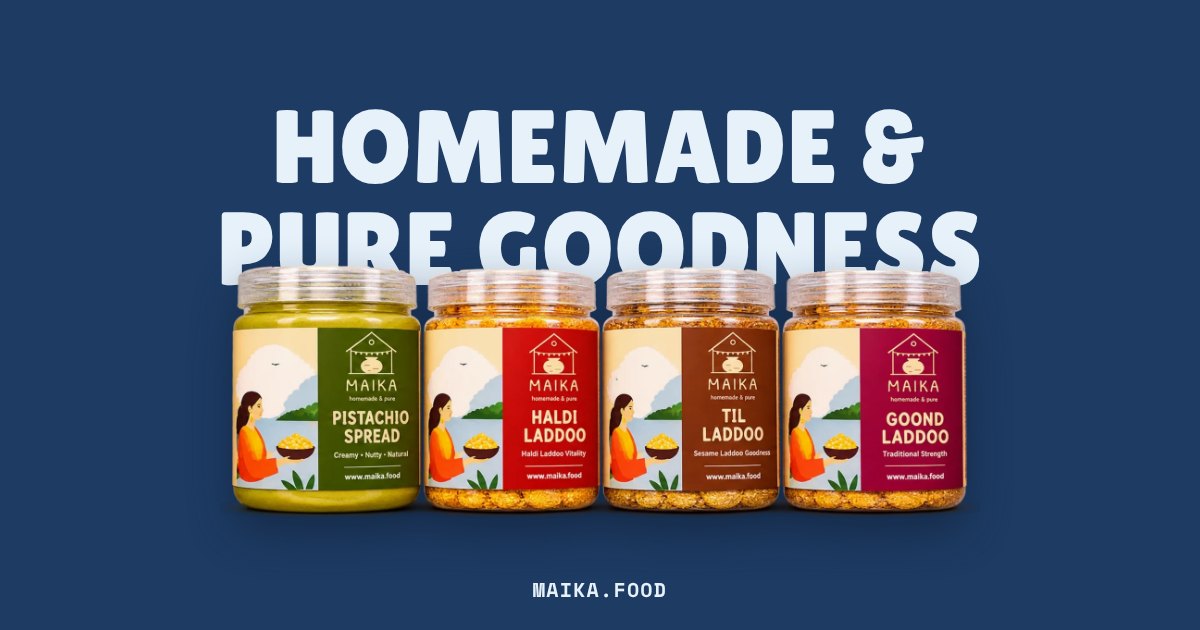 HOMEMADE &
PURE GOODNESS
MAIKA
homemade & pure
PISTACHIO
SPREAD
Creamy • Nutty • Natural
www.maika.food
MAIKA
homemade & pure
HALDI
LADDOO
Haldi Laddoo Vitality
www.maika.food
MAIKA
homemade & pure
TIL
LADDOO
Sesame Laddoo Goodness
www.maika.food
MAIKA
homemade & pure
GOOND
LADDOO
Traditional Strength
www.maika.food
MAIKA.FOOD